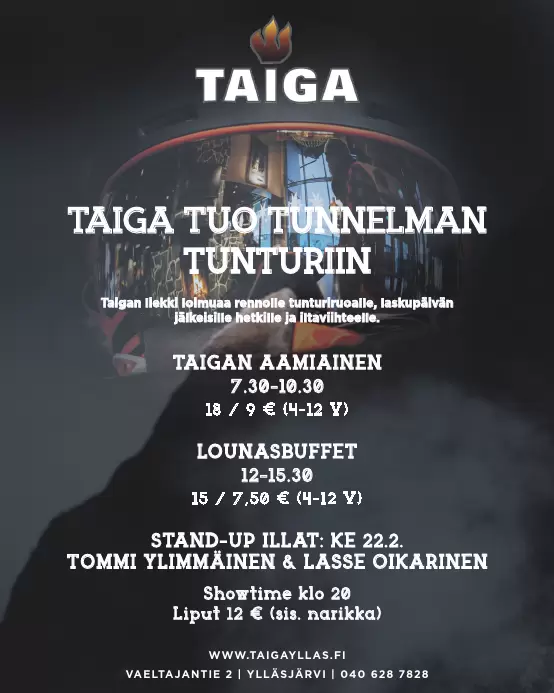 TAIGA
TAIGA TUO TUNNELMAN
TUNTURIIN
Taigan liekki loimuaa rennolle tunturiruoalle, laskupäivän
jälkeisille hetkille ja iltaviihteelle.
TAIGAN AAMIAINEN
7.30-10.30
18 / 9 € (4-12 V)
LOUNASBUFFET
12-15.30
15 / 7,50 € (4-12 V)
STAND-UP ILLAT: KE 22.2.
TOMMI YLIMMÄINEN & LASSE OIKARINEN
Showtime klo 20
Liput 12 € (sis. narikka)
WWW.TAIGAYLLAS.FI
VAELTAJANTIE 2 | YLLÄSJÄRVI | 040 628 7828